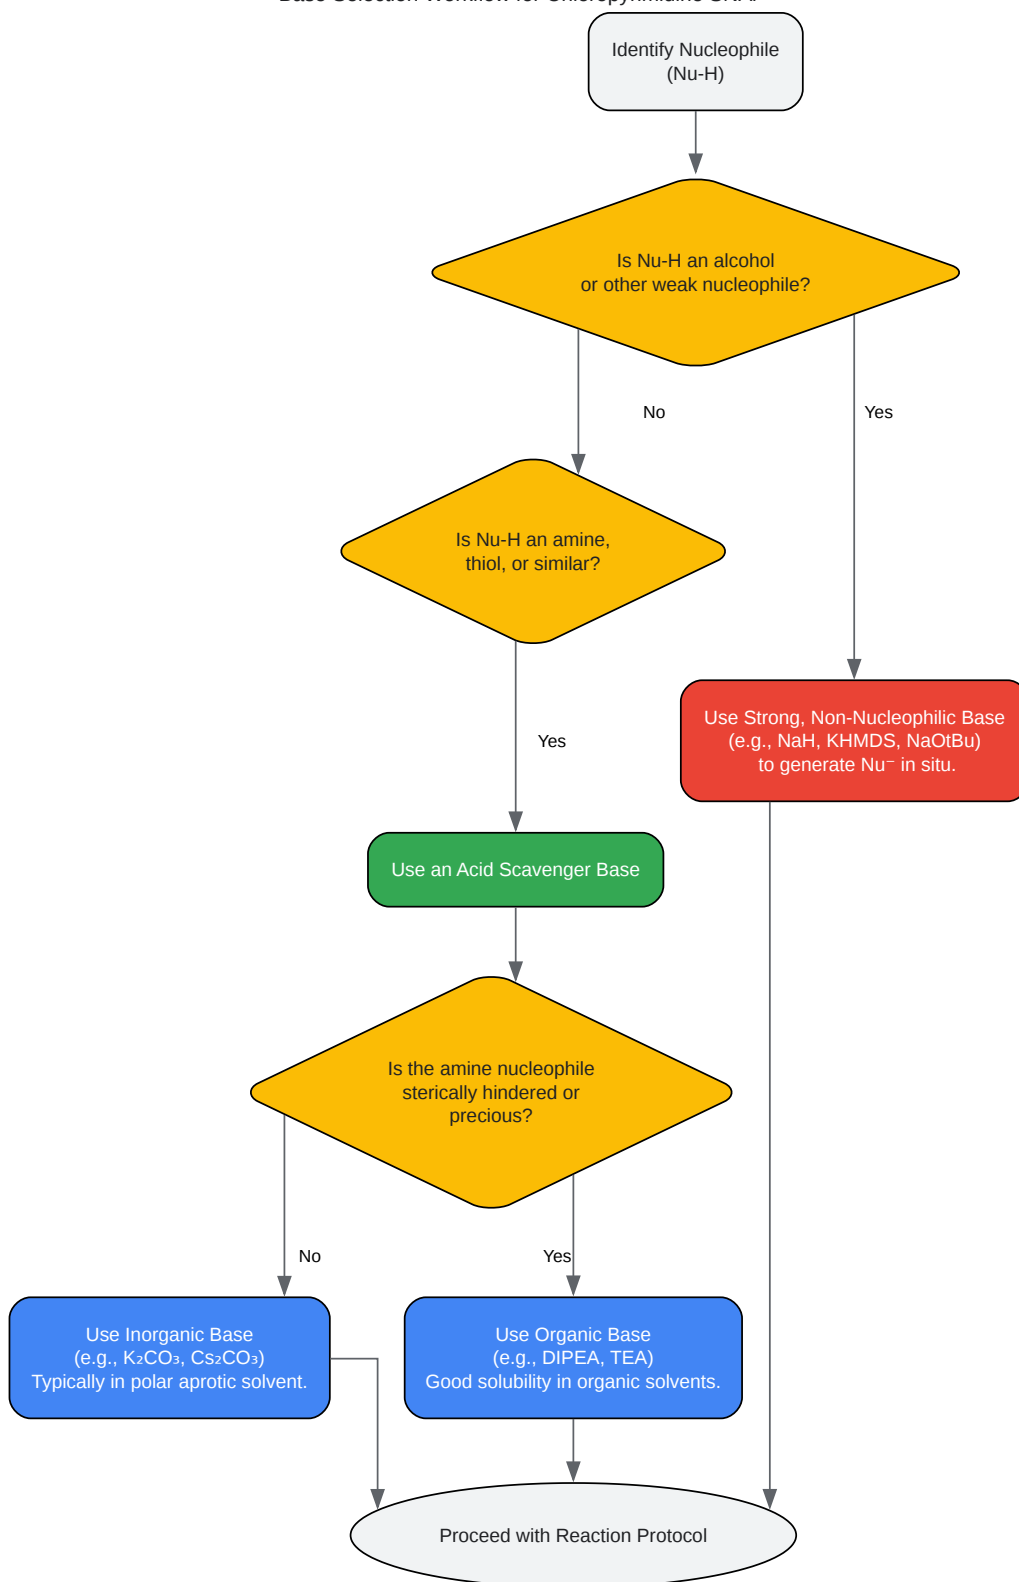 Identify Nucleophile
(Nu-H)
Is Nu-H an alcohol
or other weak nucleophile?
No
Yes
Is Nu-H an amine,
thiol, or similar?
Use Strong, Non-Nucleophilic Base
(e.g., NaH, KHMDS, NaOtBu)
to generate Nu⁻ in situ.
Yes
Use an Acid Scavenger Base
Is the amine nucleophile
sterically hindered or
precious?
No
Yes
Use Inorganic Base
(e.g., K₂CO₃, Cs₂CO₃)
Typically in polar aprotic solvent.
Use Organic Base
(e.g., DIPEA, TEA)
Good solubility in organic solvents.
Proceed with Reaction Protocol